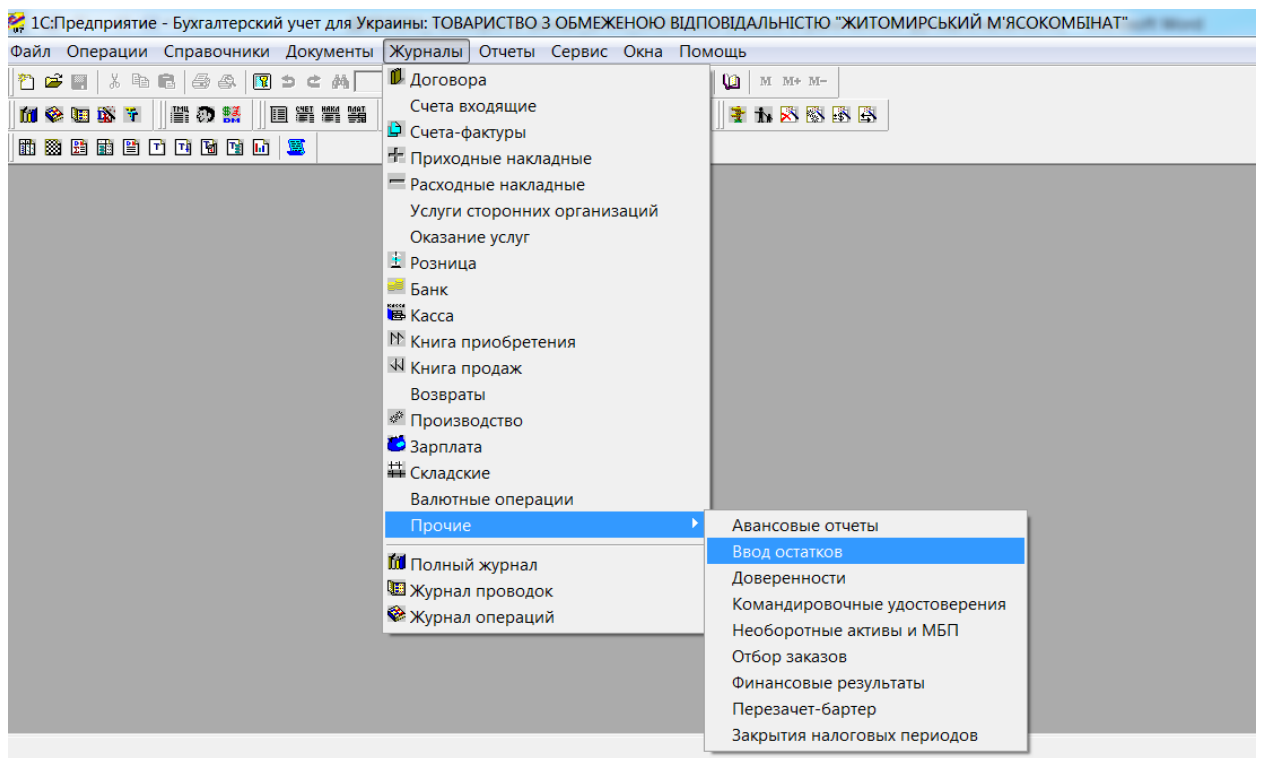 1С:Предприятие - Бухгалтерский учет для Украины: ТОВАРИСТВО З ОБМЕЖЕНОЮ ВІДПОВІДАЛЬНІСТЮ "ЖИТОМИРСЬКИЙ М'ЯСОКОМБІНАТ"
Файл Операции Справочники Документы Журналы Отчеты Сервис Окна Помощь
M M+ M-
Договора
Счета входящие
Счета-фактуры
Приходные накладные
Расходные накладные
Услуги сторонних организаций
Оказание услуг
Розница
Банк
Касса
Книга приобретения
Книга продаж
Возвраты
Производство
Зарплата
Складские
Валютные операции
Прочие
Полный журнал
Журнал проводок
Журнал операций
Авансовые отчеты
Ввод остатков
Доверенности
Командировочные удостоверения
Необоротные активы и МБП
Отбор заказов
Финансовые результаты
Перезачет-бартер
Закрытия налоговых периодов